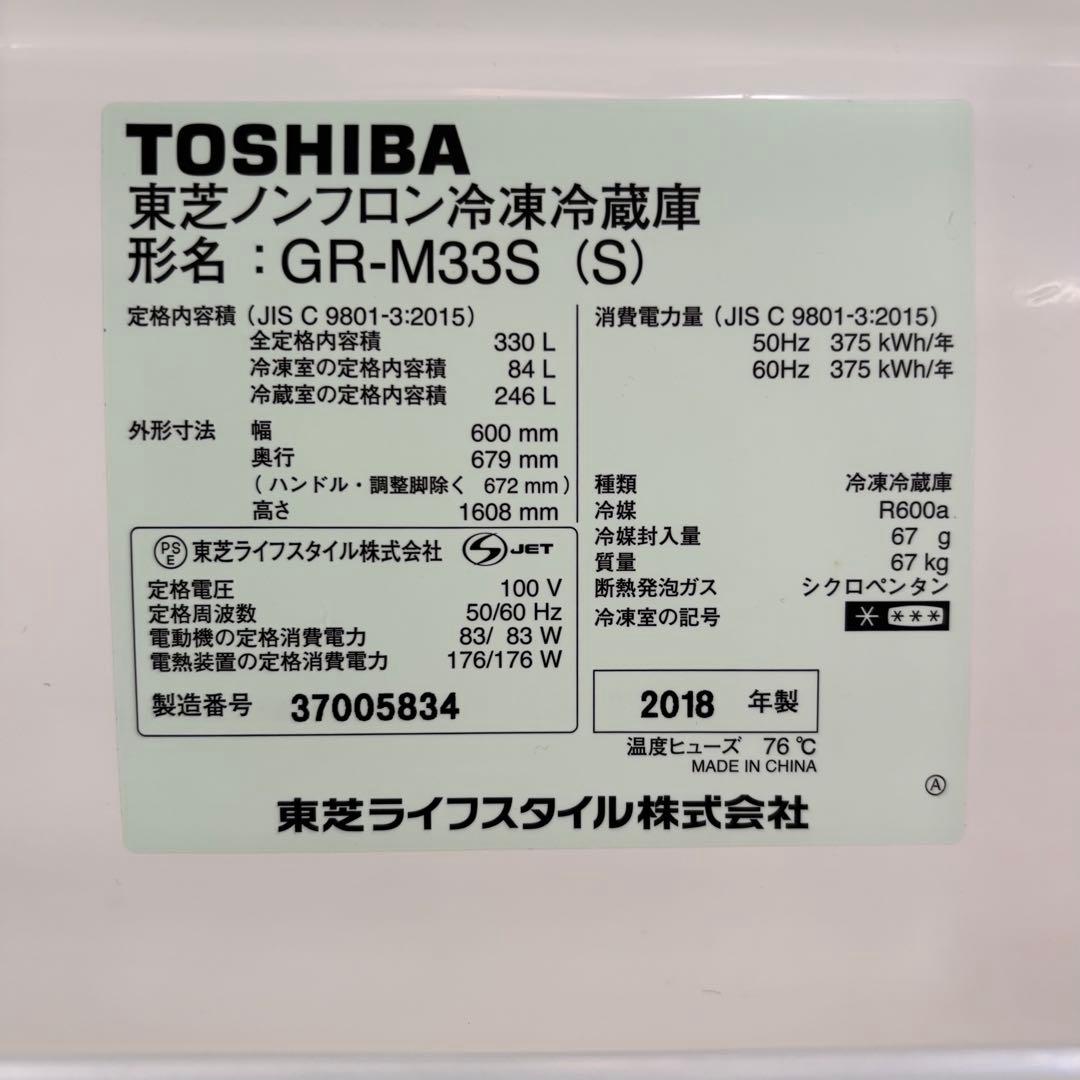 TOSHIBA
東芝ノンフロン冷凍冷蔵庫
形名：GR-M33S（S）
定格内容積（JIS C 9801-3:2015）
全定格内容積 330 L
冷凍室の定格内容積 84 L
冷蔵室の定格内容積 246 L
外形寸法 幅 600 mm
奥行 679 mm
（ハンドル・調整脚除く 672 mm）
高さ 1608 mm
消費電力量（JIS C 9801-3:2015）
50Hz 375 kWh/年
60Hz 375 kWh/年
種類 冷凍冷蔵庫
冷媒 R600a
冷媒封入量 67 g
質量 67 kg
断熱発泡ガス シクロペンタン
冷凍室の記号 * ***
PSE 東芝ライフスタイル株式会社 S JET
定格電圧 100 V
定格周波数 50/60 Hz
電動機の定格消費電力 83/ 83 W
電熱装置の定格消費電力 176/176 W
製造番号 37005834
2018 年製
温度ヒューズ 76 ℃
MADE IN CHINA
Ⓐ
東芝ライフスタイル株式会社